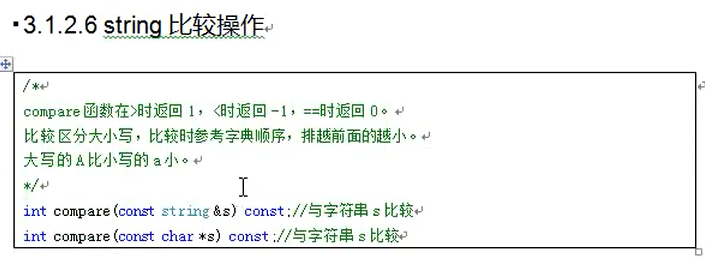 ▪3.1.2.6 string 比较操作
/*
compare函数在>时返回 1，<时返回 -1，==时返回 0。
比较区分大小写，比较时参考字典顺序，排越前面的越小。
大写的A比小写的a小。
*/
int compare(const string &s) const;//与字符串s比较
int compare(const char *s) const;//与字符串s比较